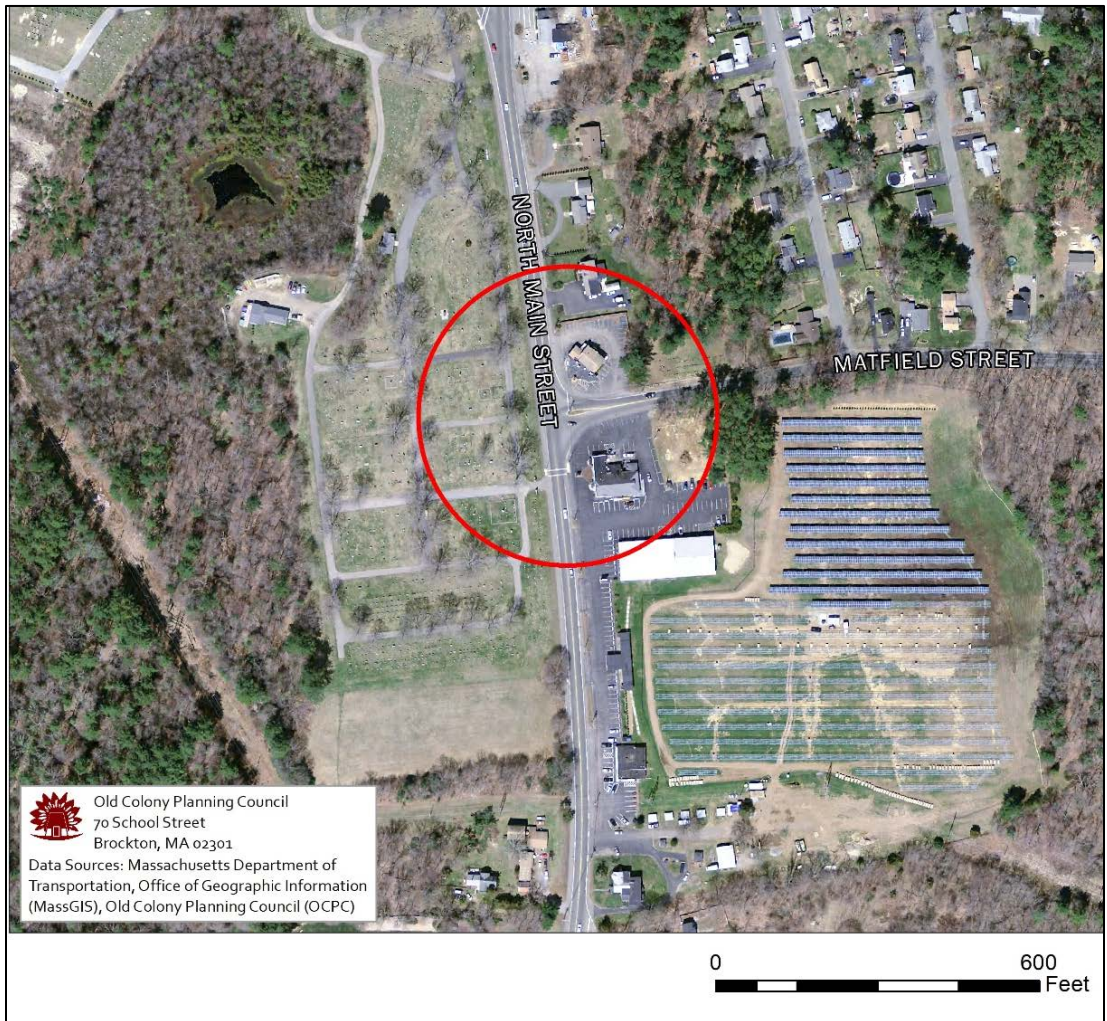 NORTH MAIN STREET
MATFIELD STREET
Old Colony Planning Council
70 School Street
Brockton, MA 02301
Data Sources: Massachusetts Department of
Transportation, Office of Geographic Information
(MassGIS), Old Colony Planning Council (OCPC)
0 600
Feet